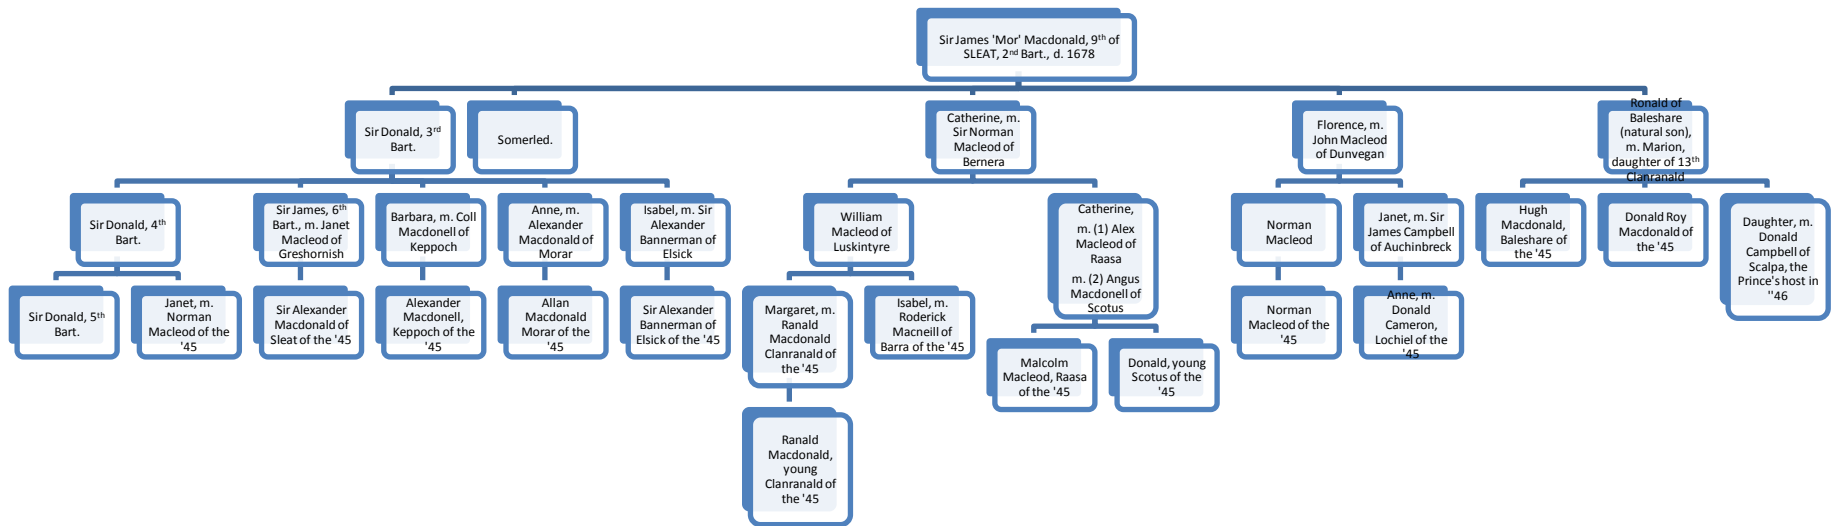 Sir James 'Mor' Macdonald, 9th of
SLEAT, 2nd Bart., d. 1678
Sir Donald, 3rd
Bart.
Somerled.
Catherine, m.
Sir Norman
Macleod of
Bernera
Florence, m.
John Macleod
of Dunvegan
Ronald of
Baleshare
(natural son),
m. Marion,
daughter of 13th
Clanranald
Sir Donald, 4th
Bart.
Sir James, 6th
Bart., m. Janet
Macleod of
Greshornish
Barbara, m. Coll
Macdonell of
Keppoch
Anne, m.
Alexander
Macdonald of
Morar
Isabel, m. Sir
Alexander
Bannerman of
Elsick
William
Macleod of
Luskintyre
Catherine,
m. (1) Alex
Macleod of
Raasa
m. (2) Angus
Macdonell of
Scotus
Norman
Macleod
Janet, m. Sir
James Campbell
of Auchinbreck
Hugh
Macdonald,
Baleshare of
the '45
Donald Roy
Macdonald of
the '45
Daughter, m.
Donald
Campbell of
Scalpa, the
Prince's host in
''46
Sir Donald, 5th
Bart.
Janet, m.
Norman
Macleod of the
'45
Sir Alexander
Macdonald of
Sleat of the '45
Alexander
Macdonell,
Keppoch of the
'45
Allan
Macdonald
Morar of the
'45
Sir Alexander
Bannerman of
Elsick of the '45
Margaret, m.
Ranald
Macdonald
Clanranald of
the '45
Isabel, m.
Roderick
Macneill of
Barra of the '45
Malcolm
Macleod, Raasa
of the '45
Donald, young
Scotus of the
'45
Norman
Macleod of the
'45
Anne, m.
Donald
Cameron,
Lochiel of the
'45
Ranald
Macdonald,
young
Clanranald of
the '45